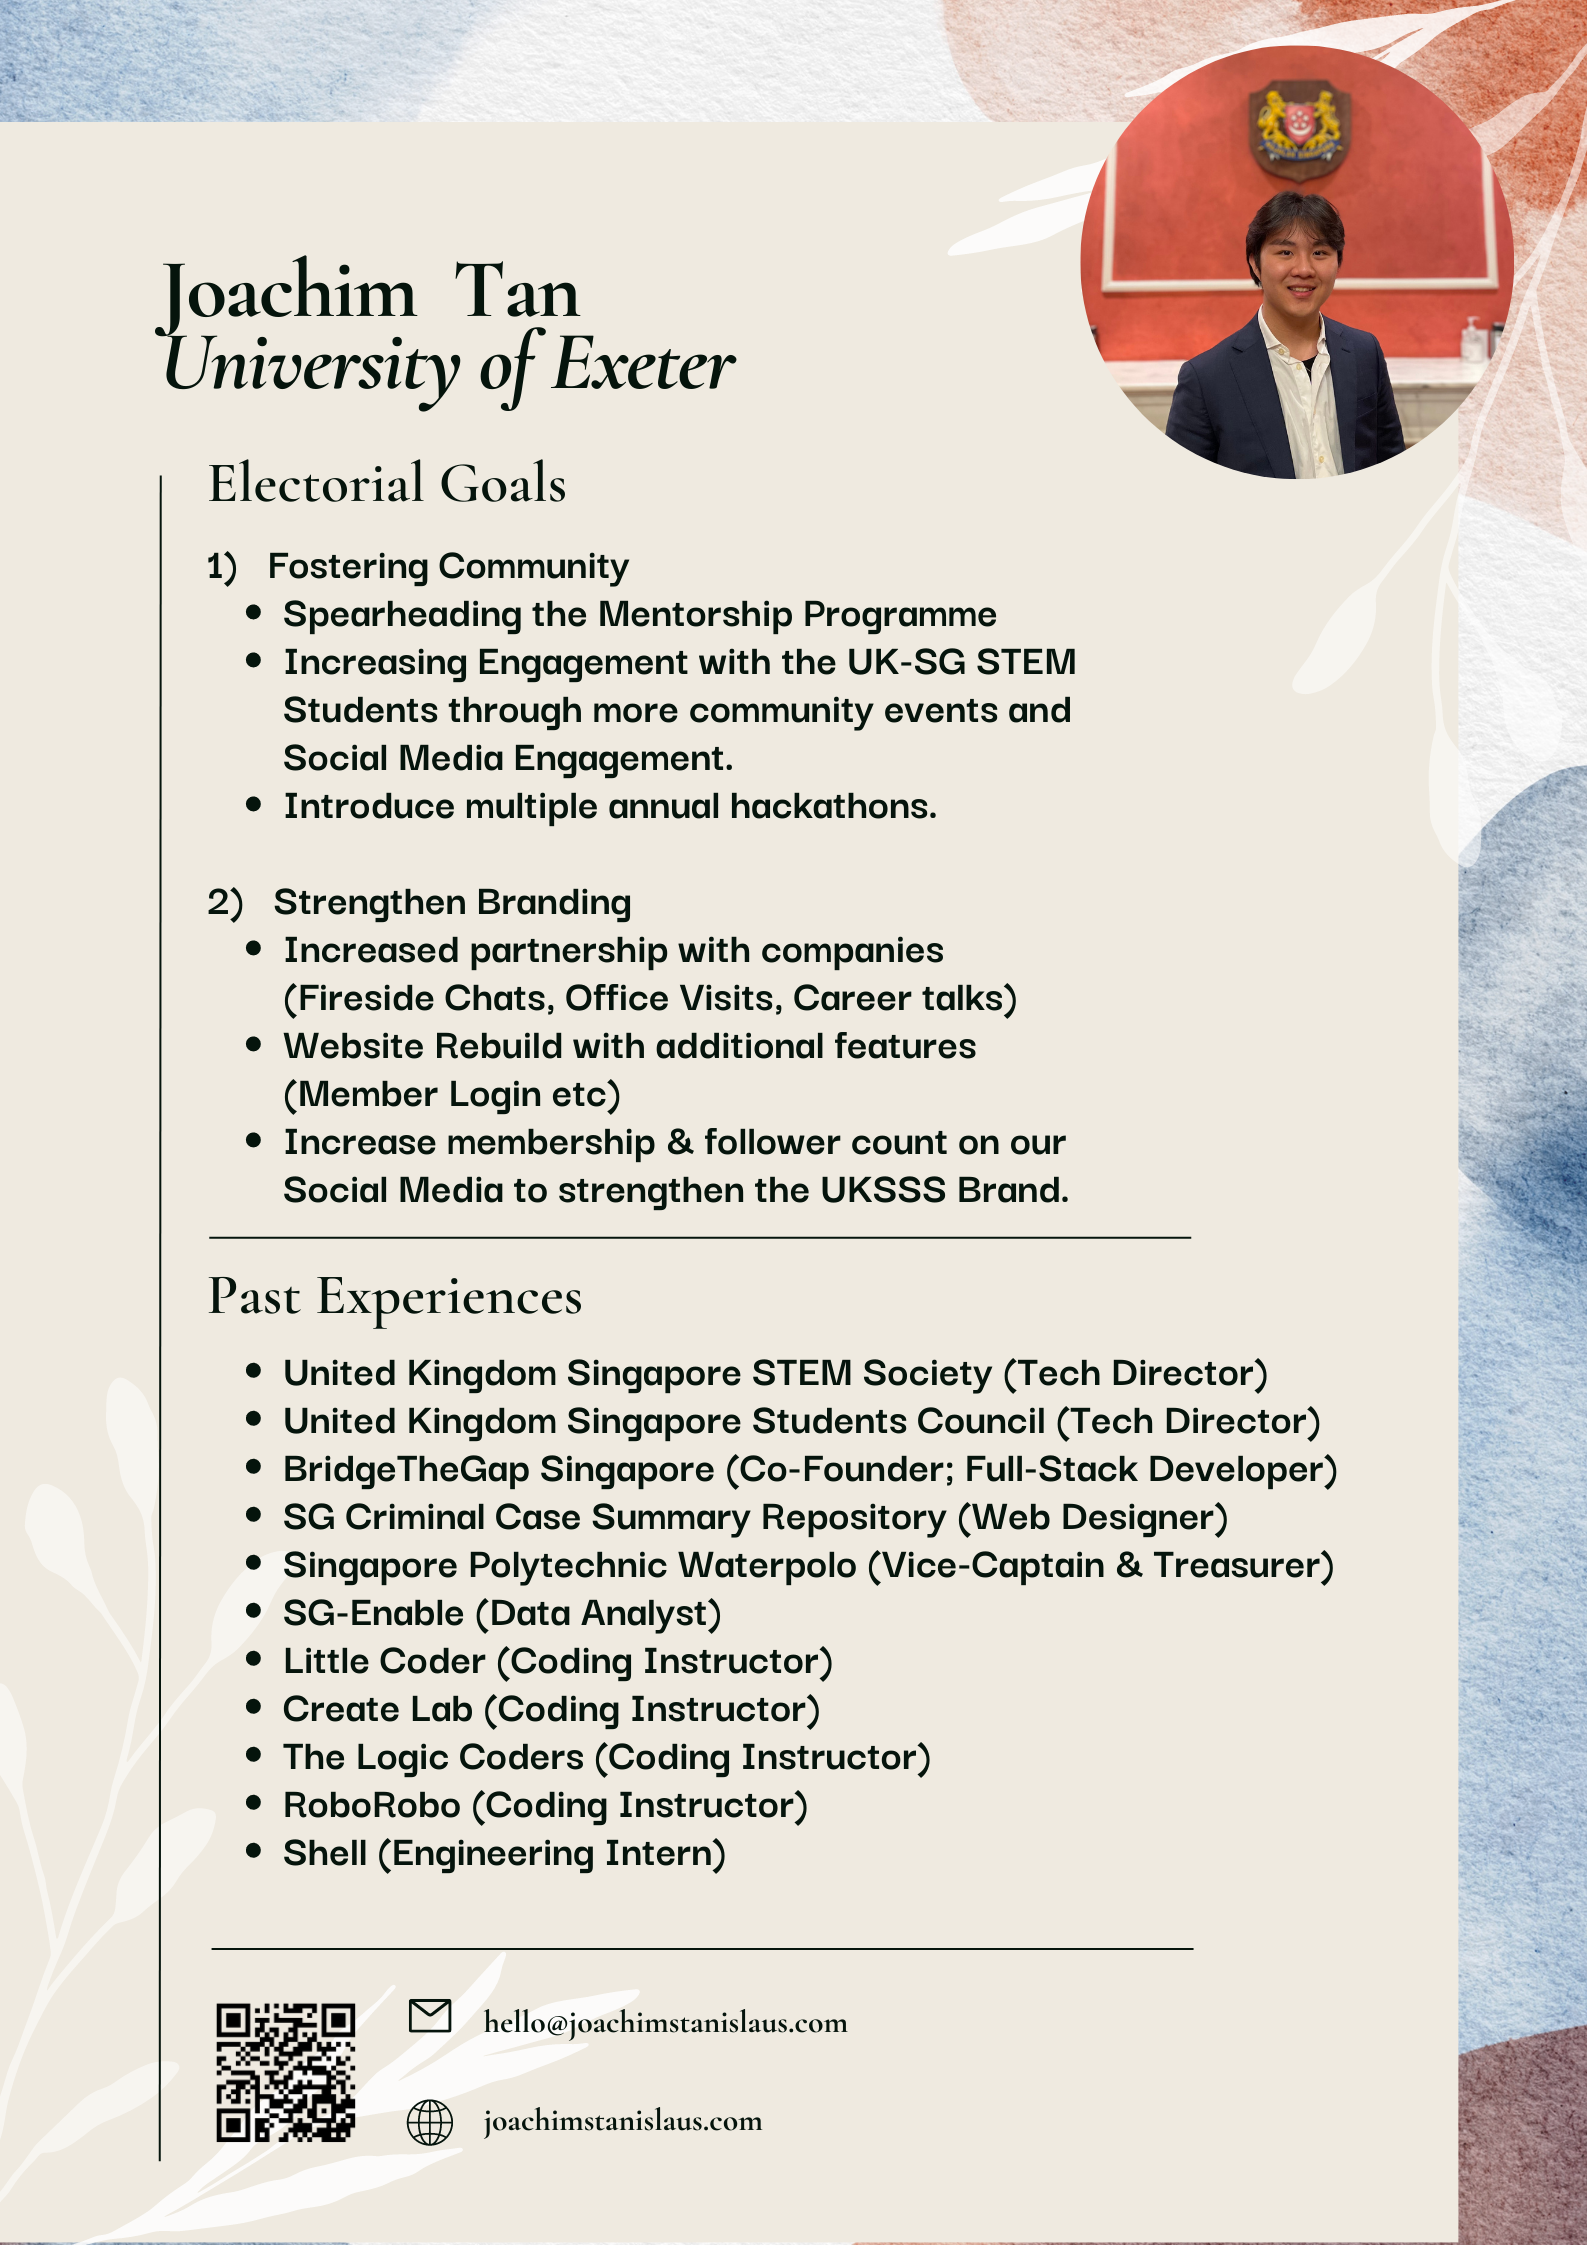 Joachim Tan
University of Exeter
Electorial Goals
1) Fostering Community
• Spearheading the Mentorship Programme
• Increasing Engagement with the UK-SG STEM
Students through more community events and
Social Media Engagement.
• Introduce multiple annual hackathons.
2) Strengthen Branding
• Increased partnership with companies
(Fireside Chats, Office Visits, Career talks)
• Website Rebuild with additional features
(Member Login etc)
• Increase membership & follower count on our
Social Media to strengthen the UKSSS Brand.
Past Experiences
• United Kingdom Singapore STEM Society (Tech Director)
• United Kingdom Singapore Students Council (Tech Director)
• BridgeTheGap Singapore (Co-Founder; Full-Stack Developer)
• SG Criminal Case Summary Repository (Web Designer)
• Singapore Polytechnic Waterpolo (Vice-Captain & Treasurer)
• SG-Enable (Data Analyst)
• Little Coder (Coding Instructor)
• Create Lab (Coding Instructor)
• The Logic Coders (Coding Instructor)
• RoboRobo (Coding Instructor)
• Shell (Engineering Intern)
hello@joachimstanislaus.com
joachimstanislaus.com